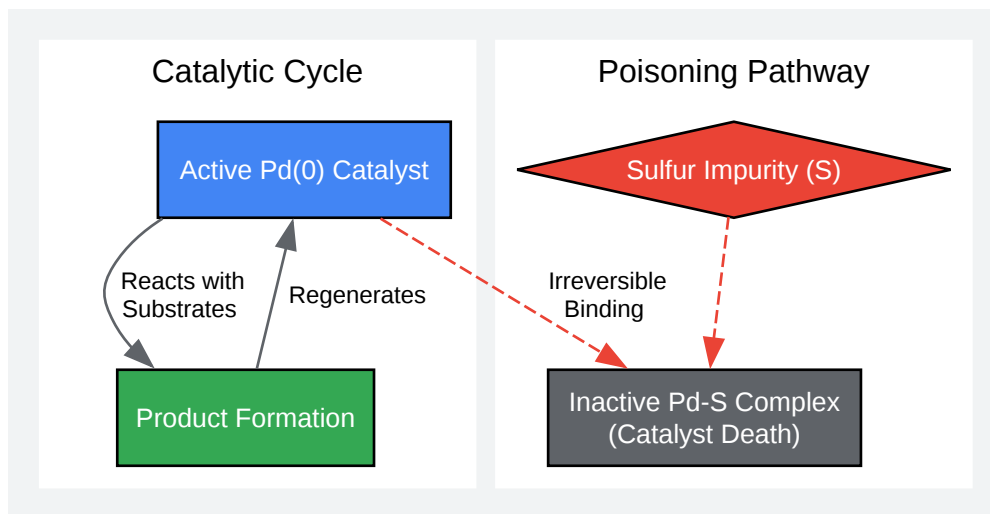 Catalytic Cycle
Poisoning Pathway
Active Pd(0) Catalyst
Sulfur Impurity (S)
Reacts with
Substrates
Regenerates
Irreversible
Binding
Product Formation
Inactive Pd-S Complex
(Catalyst Death)